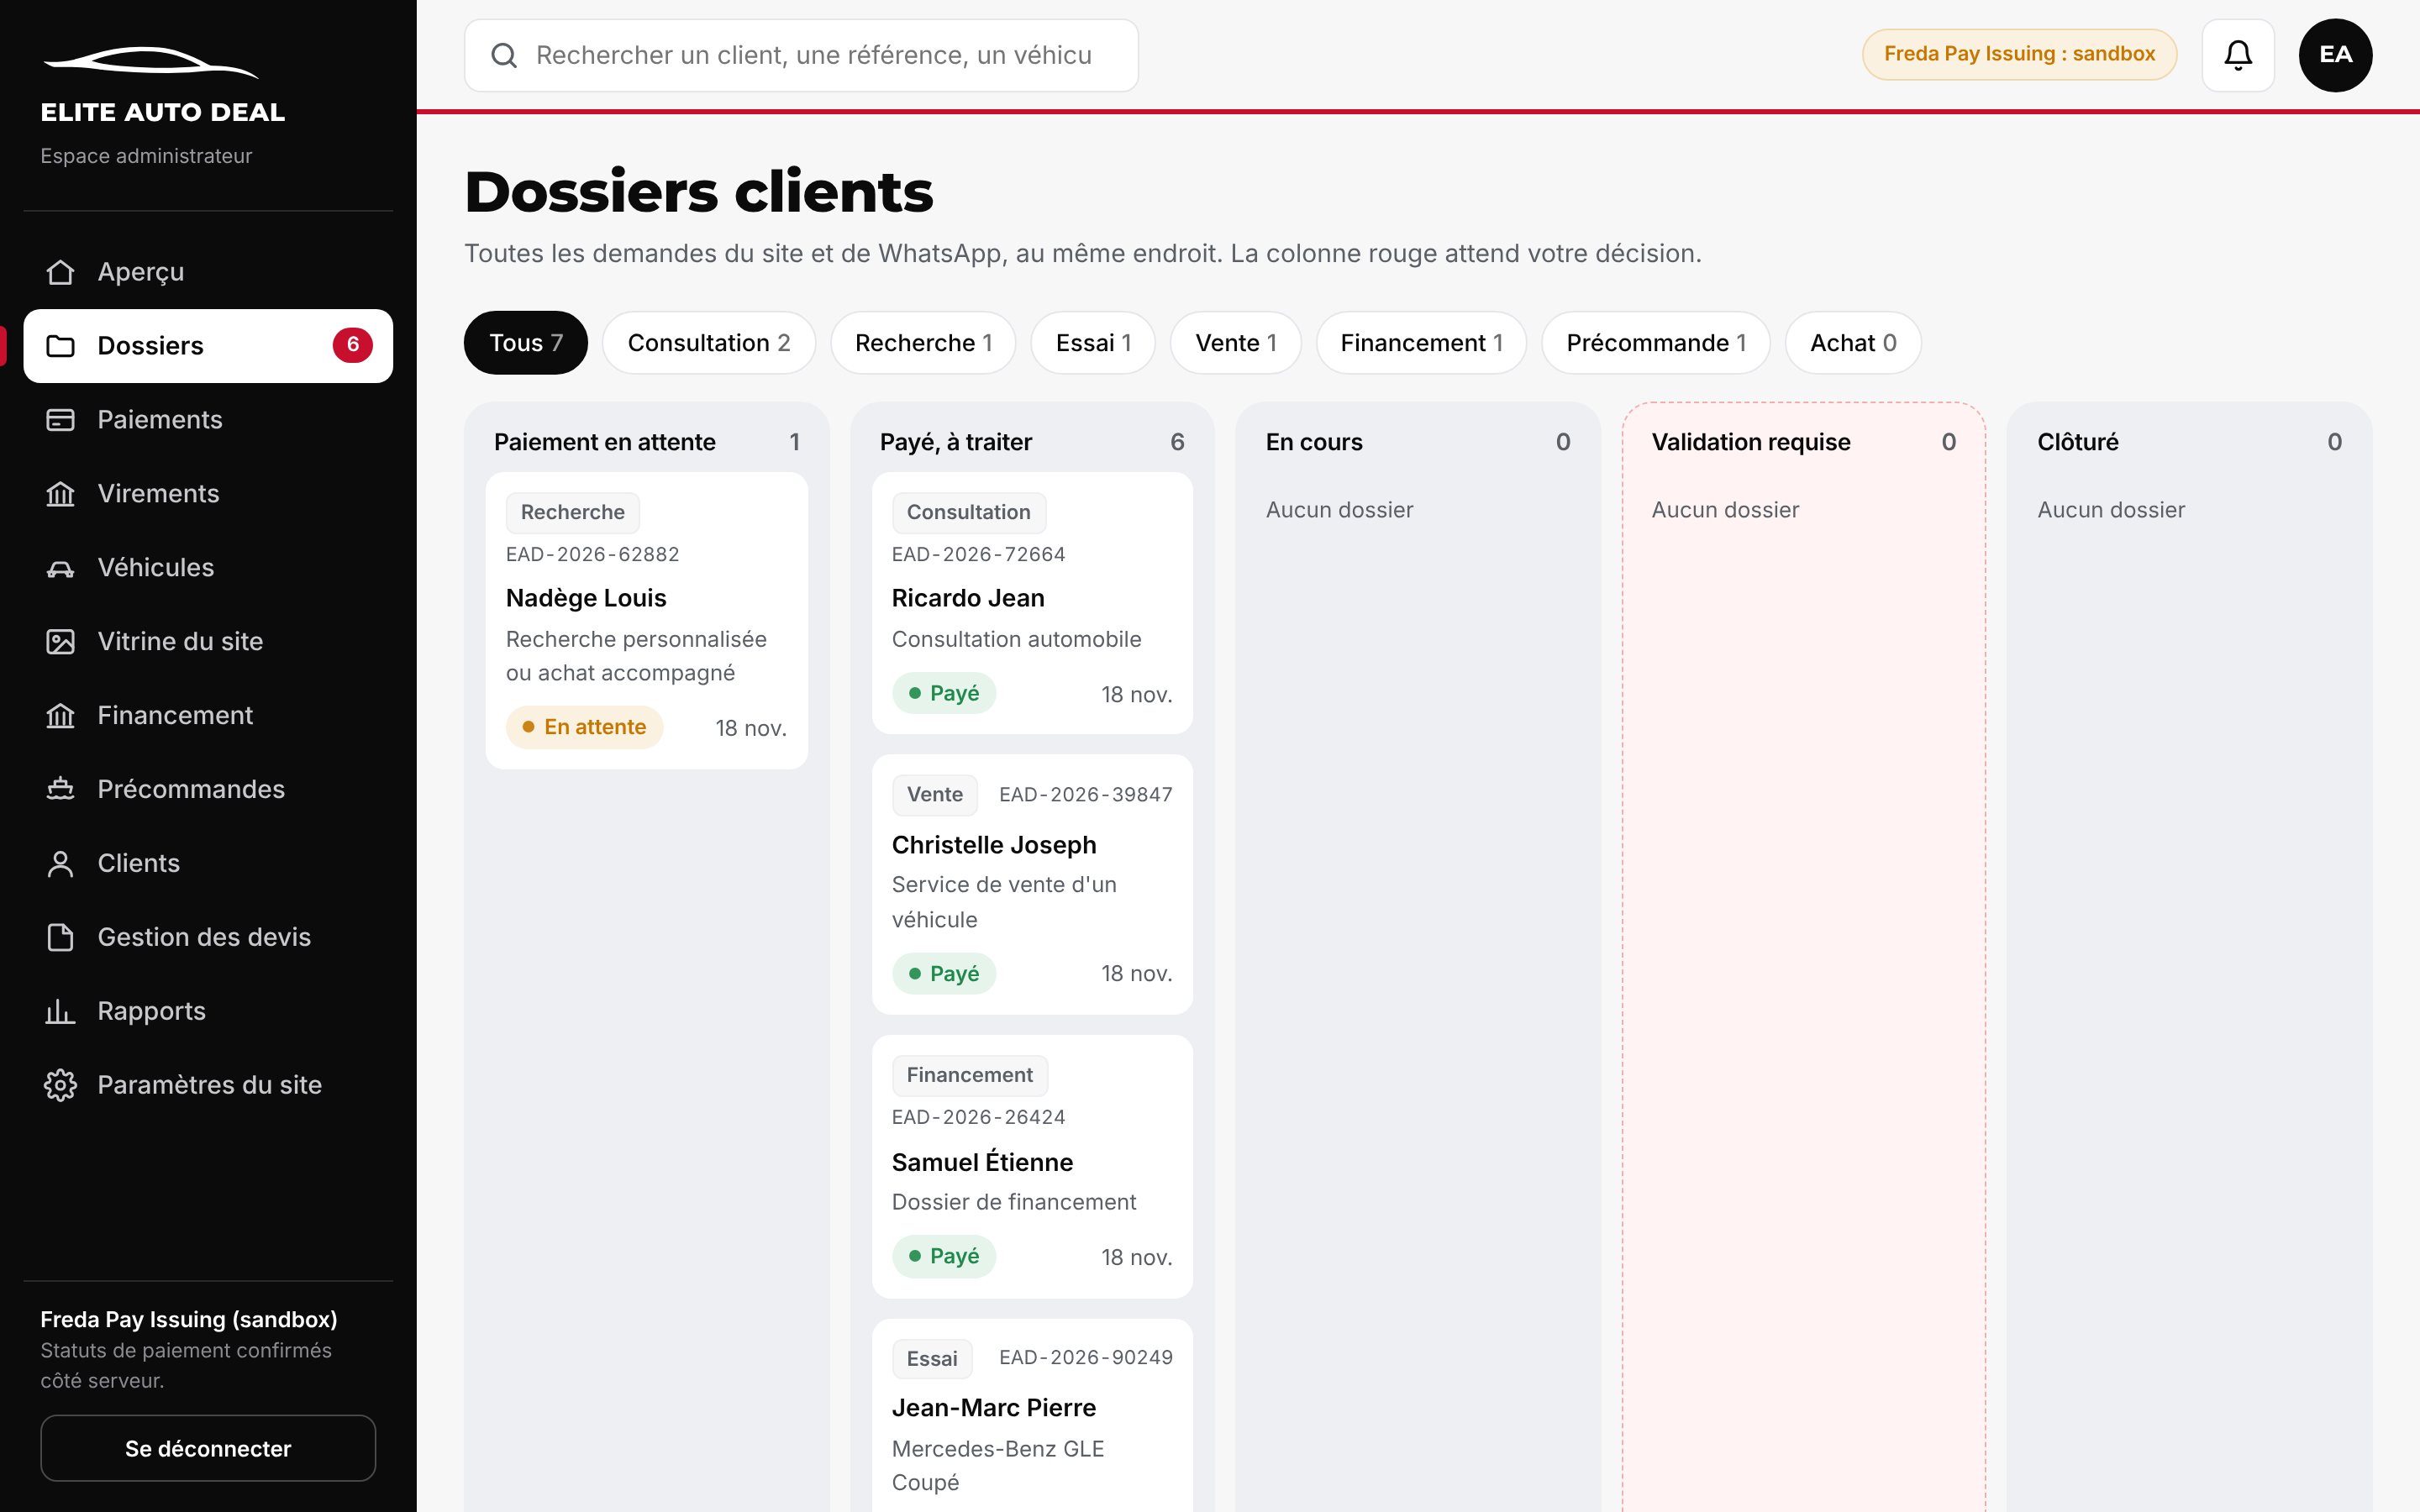 ELITE AUTO DEAL
Espace administrateur
Aperçu
Dossiers 6
Paiements
Virements
Véhicules
Vitrine du site
Financement
Précommandes
Clients
Gestion des devis
Rapports
Paramètres du site
Freda Pay Issuing (sandbox)
Statuts de paiement confirmés
côté serveur.
Se déconnecter
Rechercher un client, une référence, un véhicu
Freda Pay Issuing : sandbox
EA
Dossiers clients
Toutes les demandes du site et de WhatsApp, au même endroit. La colonne rouge attend votre décision.
Tous 7 Consultation 2 Recherche 1 Essai 1 Vente 1 Financement 1 Précommande 1 Achat 0
Paiement en attente 1
Recherche
EAD-2026-62882
Nadège Louis
Recherche personnalisée
ou achat accompagné
En attente 18 nov.
Payé, à traiter 6
Consultation
EAD-2026-72664
Ricardo Jean
Consultation automobile
Payé 18 nov.
Vente EAD-2026-39847
Christelle Joseph
Service de vente d'un
véhicule
Payé 18 nov.
Financement
EAD-2026-26424
Samuel Étienne
Dossier de financement
Payé 18 nov.
Essai EAD-2026-90249
Jean-Marc Pierre
Mercedes-Benz GLE
Coupé
En cours 0
Aucun dossier
Validation requise 0
Aucun dossier
Clôturé 0
Aucun dossier